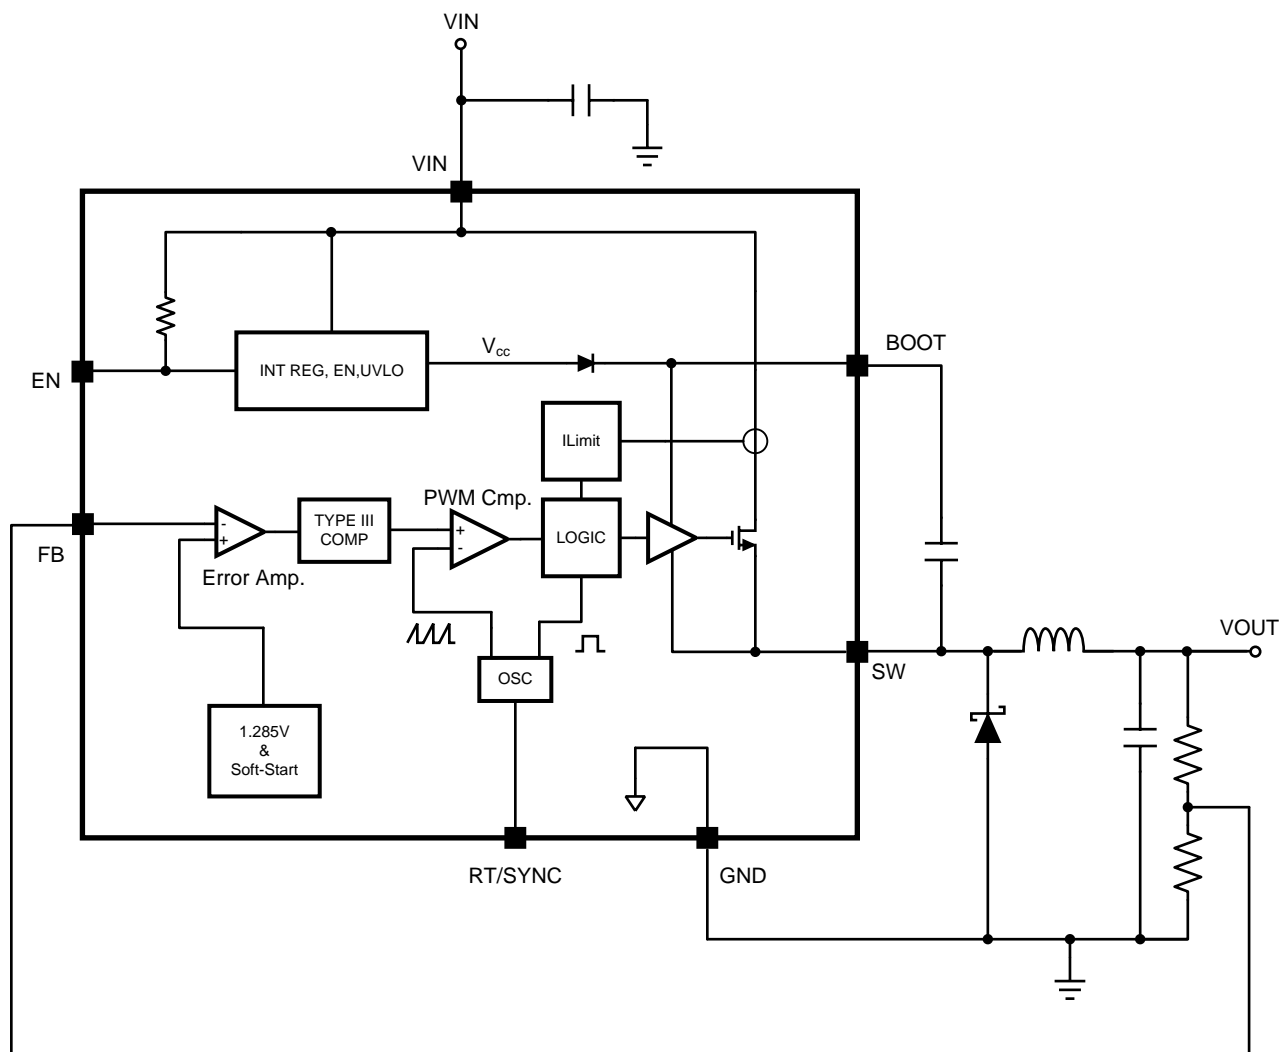 VIN
VIN
BOOT
V_cc
EN
INT REG, EN,UVLO
ILimit
PWM Cmp.
FB
-
+
TYPE III
COMP
+
-
LOGIC
Error Amp.
VOUT
SW
OSC
1.285V
&
Soft-Start
RT/SYNC
GND